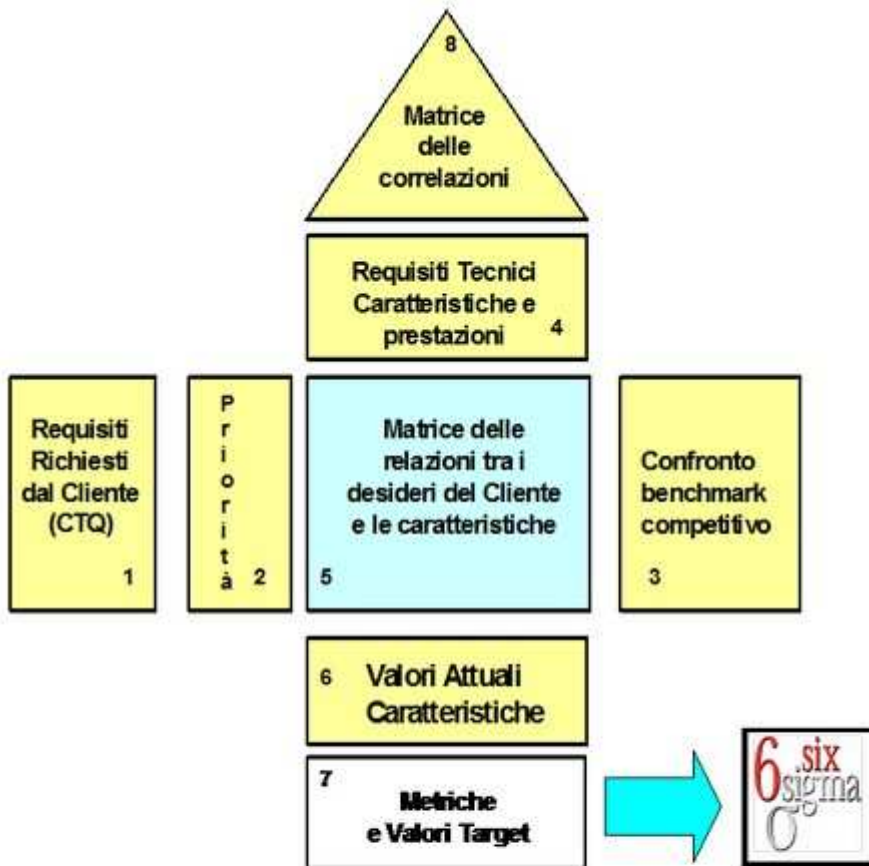 8
Matrice
delle
correlazioni
Requisiti Tecnici
Caratteristiche e
prestazioni 4
Requisiti
Richiesti
dal Cliente
(CTQ)
1
Priorità
2
Matrice delle
relazioni tra i
desideri del Cliente
e le caratteristiche
5
Confronto
benchmark
competitivo
3
6 Valori Attuali
Caratteristiche
7
Metriche
e Valori Target
6 six
sigma
σ